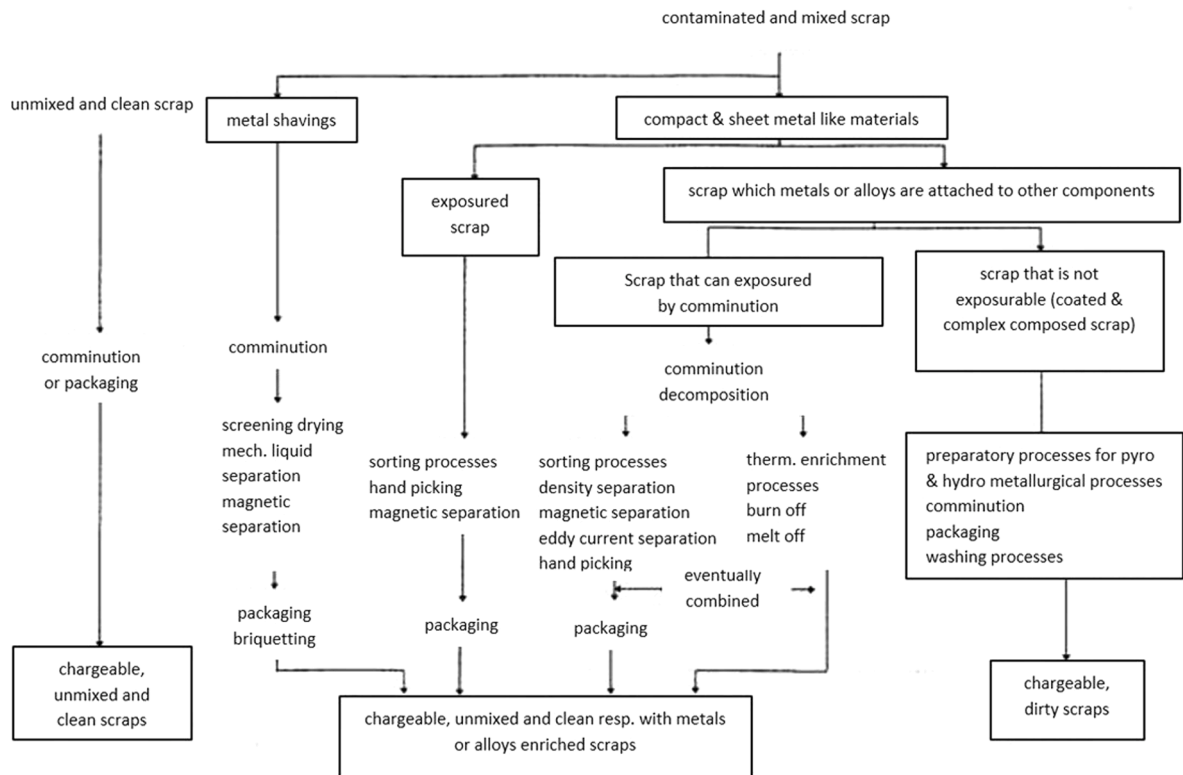 contaminated and mixed scrap
unmixed and clean scrap
metal shavings
compact & sheet metal like materials
exposured
scrap
scrap which metals or alloys are attached to other components
Scrap that can exposured
by comminution
scrap that is not
exposurable (coated &
complex composed scrap)
comminution
or packaging
comminution
comminution
decomposition
screening drying
mech. liquid
separation
magnetic
separation
sorting processes
hand picking
magnetic separation
sorting processes
density separation
magnetic separation
eddy current separation
hand picking
therm. enrichment
processes
burn off
melt off
preparatory processes for pyro
& hydro metallurgical processes
comminution
packaging
washing processes
eventually
combined
packaging
briquetting
packaging
packaging
chargeable,
unmixed and
clean scraps
chargeable, unmixed and clean resp. with metals
or alloys enriched scraps
chargeable,
dirty scraps